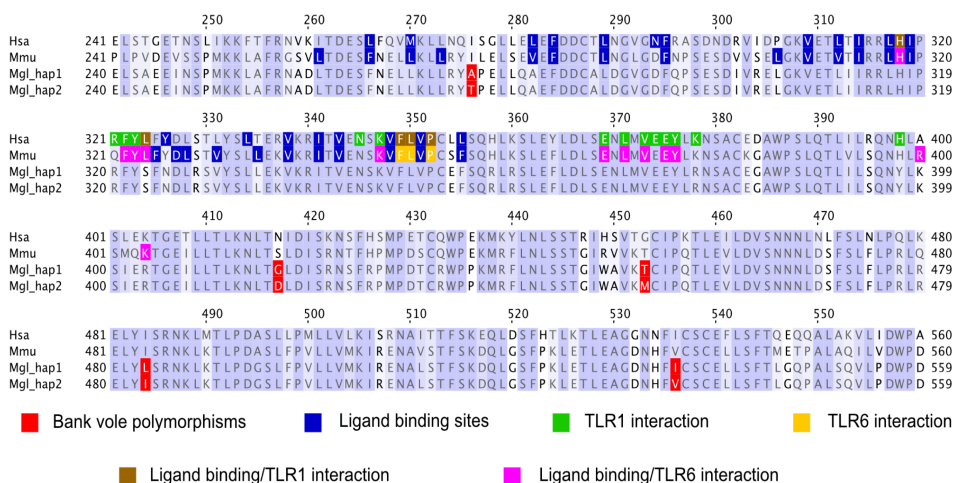 250 260 270 280 290 300 310
Hsa 241 ELSTGETNSLIKKFTFRNVKITDESLFQVMKLLNQISGLLELEFDDCTLNGVGNFRASDNDRVIDPGKVETLTIRRLHIP 320
Mmu 241 PLPVDEVSSPMKKLAFRGSVLTDESFNELLKLLRYILELSEVEFDDCTLNGLGDFNPSESDVVSELGKVETVTIRRLHIP 320
Mgl_hap1 240 ELSAEEINSPMKKLAFRNADLTDESFNELLKLLRYAPELLQAEFDDCALDGVGDFQPSESDIVRELGKVETLIIRRLHIP 319
Mgl_hap2 240 ELSAEEINSPMKKLAFRNADLTDESFNELLKLLRYTPELLQAEFDDCALDGVGDFQPSESDIVRELGKVETLIIRRLHIP 319
330 340 350 360 370 380 390
Hsa 321 RFYLFYDLSTLYSLTERVKRITVENSKVFLVPCLLSQHLKSLEYLDLSENLMVEEYLKNSACEDAWPSLQTLILRQNHLA 400
Mmu 321 QFYLFYDLSTVYSLLEKVKRITVENSKVFLVPCSFSQHLKSLEFLDLSENLMVEEYLKNSACKGAWPSLQTLVLSQNHLR 400
Mgl_hap1 320 RFYSFNDLRSVYSLLEKVKRITVENSKVFLVPCEFSQRLRSLEFLDLSENLMVEEYLRNSACEGAWPSLQTLILSQNYLK 399
Mgl_hap2 320 RFYSFNDLRSVYSLLEKVKRITVENSKVFLVPCEFSQRLRSLEFLDLSENLMVEEYLRNSACEGAWPSLQTLILSQNYLK 399
410 420 430 440 450 460 470
Hsa 401 SLEKTGETLLTLKNLTNIDISKNSFHSMPETCQWPEKMKYLNLSSTRIHSVTGCIPKTLEILDVSNNNLNLFSLNLPQLK 480
Mmu 401 SMQKTGEILLTLKNLTSLDISRNTFHPMPDSCQWPEKMRFLNLSSTGIRVVKTCIPQTLEVLDVSNNNLDSFSLFLPRLQ 480
Mgl_hap1 400 SIERTGEILLTLKNLTGLDISRNSFRPMPDTCRWPEKMRFLNLSSTGIWAVKTCIPQTLEVLDVSNNNLDSFSLFLPRLR 479
Mgl_hap2 400 SIERTGEILLTLKNLTDLDISRNSFRPMPDTCRWPEKMRFLNLSSTGIWAVKMCIPQTLEVLDVSNNNLDSFSLFLPRLR 479
490 500 510 520 530 540 550
Hsa 481 ELYISRNKLMTLPDASLLPMLLVLKISRNAITTFSKEQLDSFHTLKTLEAGGNNFICSCEFLSFTQEQQALAKVLIDWPA 560
Mmu 481 ELYISRNKLKTLPDASLFPVLLVMKIRENAVSTFSKDQLGSFPKLETLEAGDNHFVCSCELLSFTMETPALAQILVDWPD 560
Mgl_hap1 480 ELYLSRNKLKTLPDGSLFPVLLVMKIRENALSTFSKDQLGSFPKLETLEAGDNHFICSCELLSFTLGQPALSQVLPDWPD 559
Mgl_hap2 480 ELYISRNKLKTLPDASLFPVLLVMKIRENALSTFSKDQLGSFPKLETLEAGDNHFVCSCELLSFTLGQPALSQVLPDWPD 559
Bank vole polymorphisms Ligand binding sites TLR1 interaction TLR6 interaction
Ligand binding/TLR1 interaction Ligand binding/TLR6 interaction